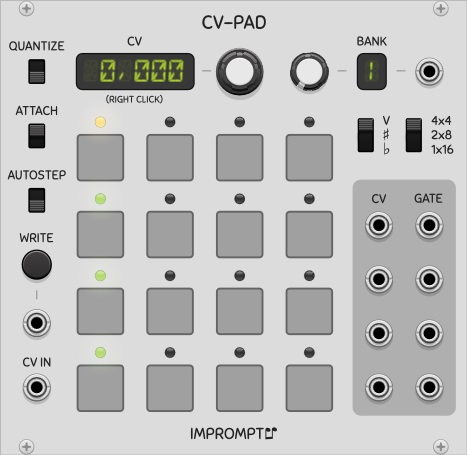 CV-PAD
QUANTIZE
CV
BANK
0,000
1
(RIGHT CLICK)
ATTACH
V
♯
♭
4x4
2x8
1x16
AUTOSTEP
CV
GATE
WRITE
CV IN
IMPROMPTU